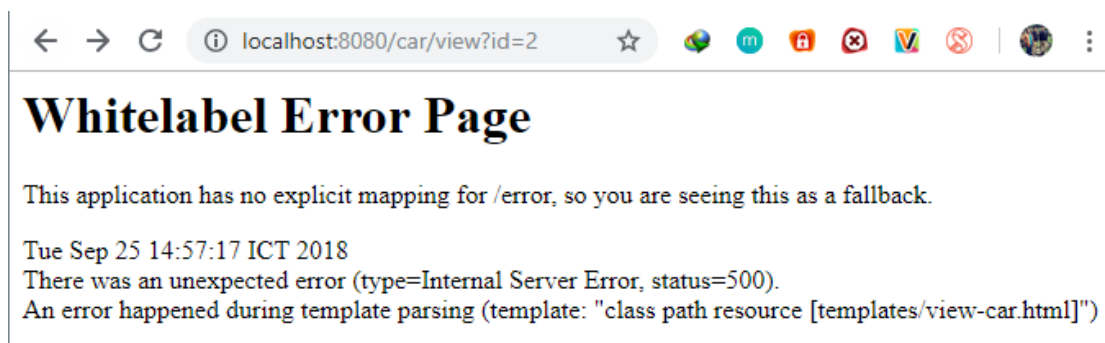 localhost:8080/car/view?id=2
Whitelabel Error Page
This application has no explicit mapping for /error, so you are seeing this as a fallback.
Tue Sep 25 14:57:17 ICT 2018
There was an unexpected error (type=Internal Server Error, status=500).
An error happened during template parsing (template: "class path resource [templates/view-car.html]")